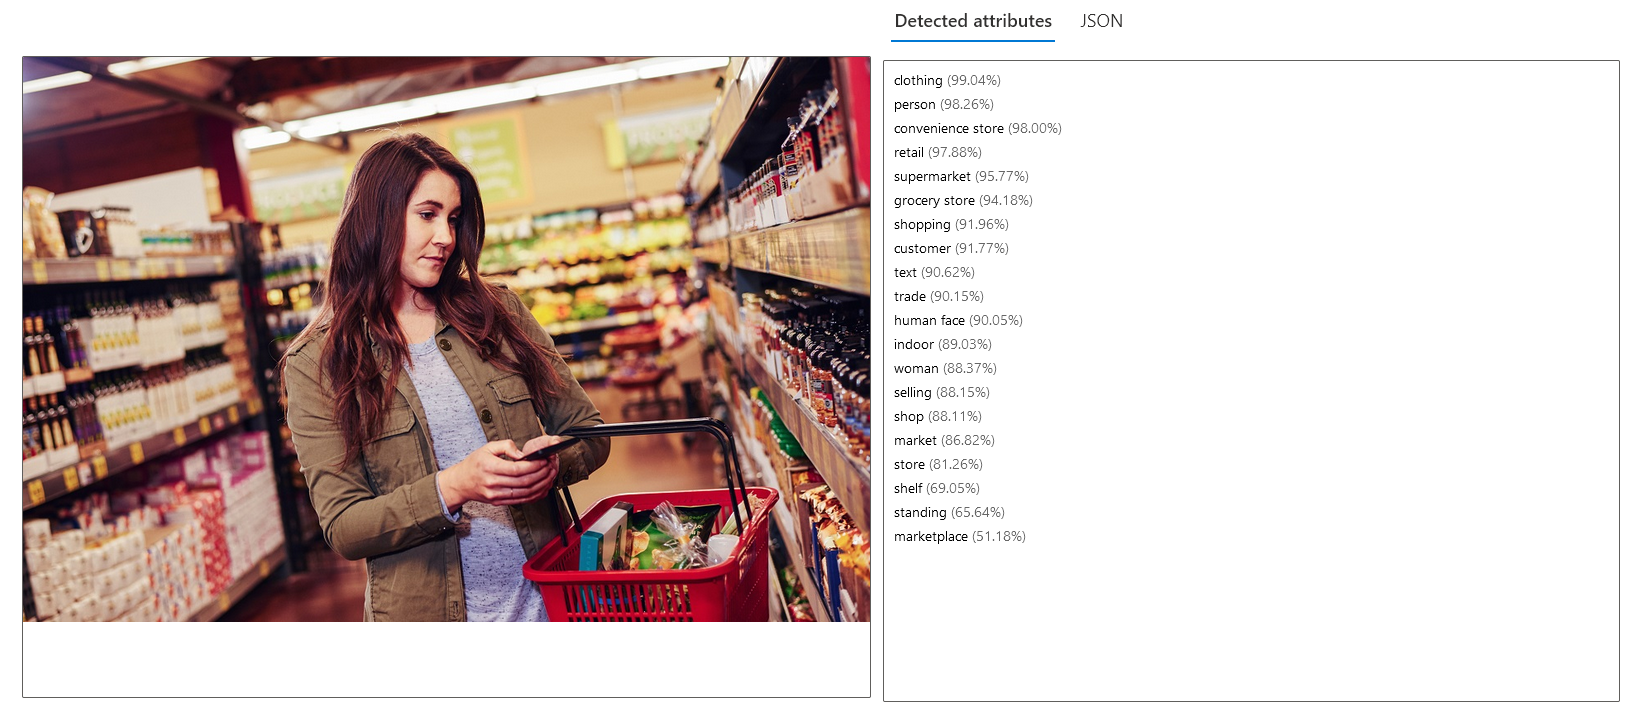 Detected attributes JSON
clothing (99.04%)
person (98.26%)
convenience store (98.00%)
retail (97.88%)
supermarket (95.77%)
grocery store (94.18%)
shopping (91.96%)
customer (91.77%)
text (90.62%)
trade (90.15%)
human face (90.05%)
indoor (89.03%)
woman (88.37%)
selling (88.15%)
shop (88.11%)
market (86.82%)
store (81.26%)
shelf (69.05%)
standing (65.64%)
marketplace (51.18%)